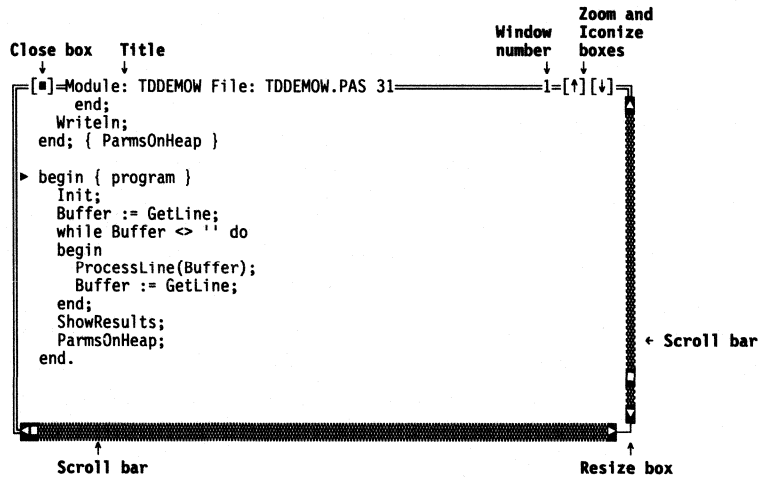 Zoom and
Window Iconize
Close box Title number boxes
[■]=Module: TDDEMOW File: TDDEMOW.PAS 31 1=[↑][↓]
end;
Writeln;
end; { ParmsOnHeap }
► begin { program }
Init;
Buffer := GetLine;
while Buffer <> '' do
begin
ProcessLine(Buffer);
Buffer := GetLine;
end;
ShowResults;
ParmsOnHeap;
end.
← Scroll bar
Scroll bar Resize box